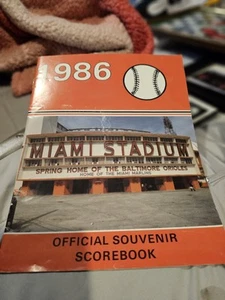 1986
MIAMI STADIUM
SPRING HOME OF THE BALTIMORE ORIOLES
HOME OF THE MIAMI MARLINS
OFFICIAL SOUVENIR
SCOREBOOK